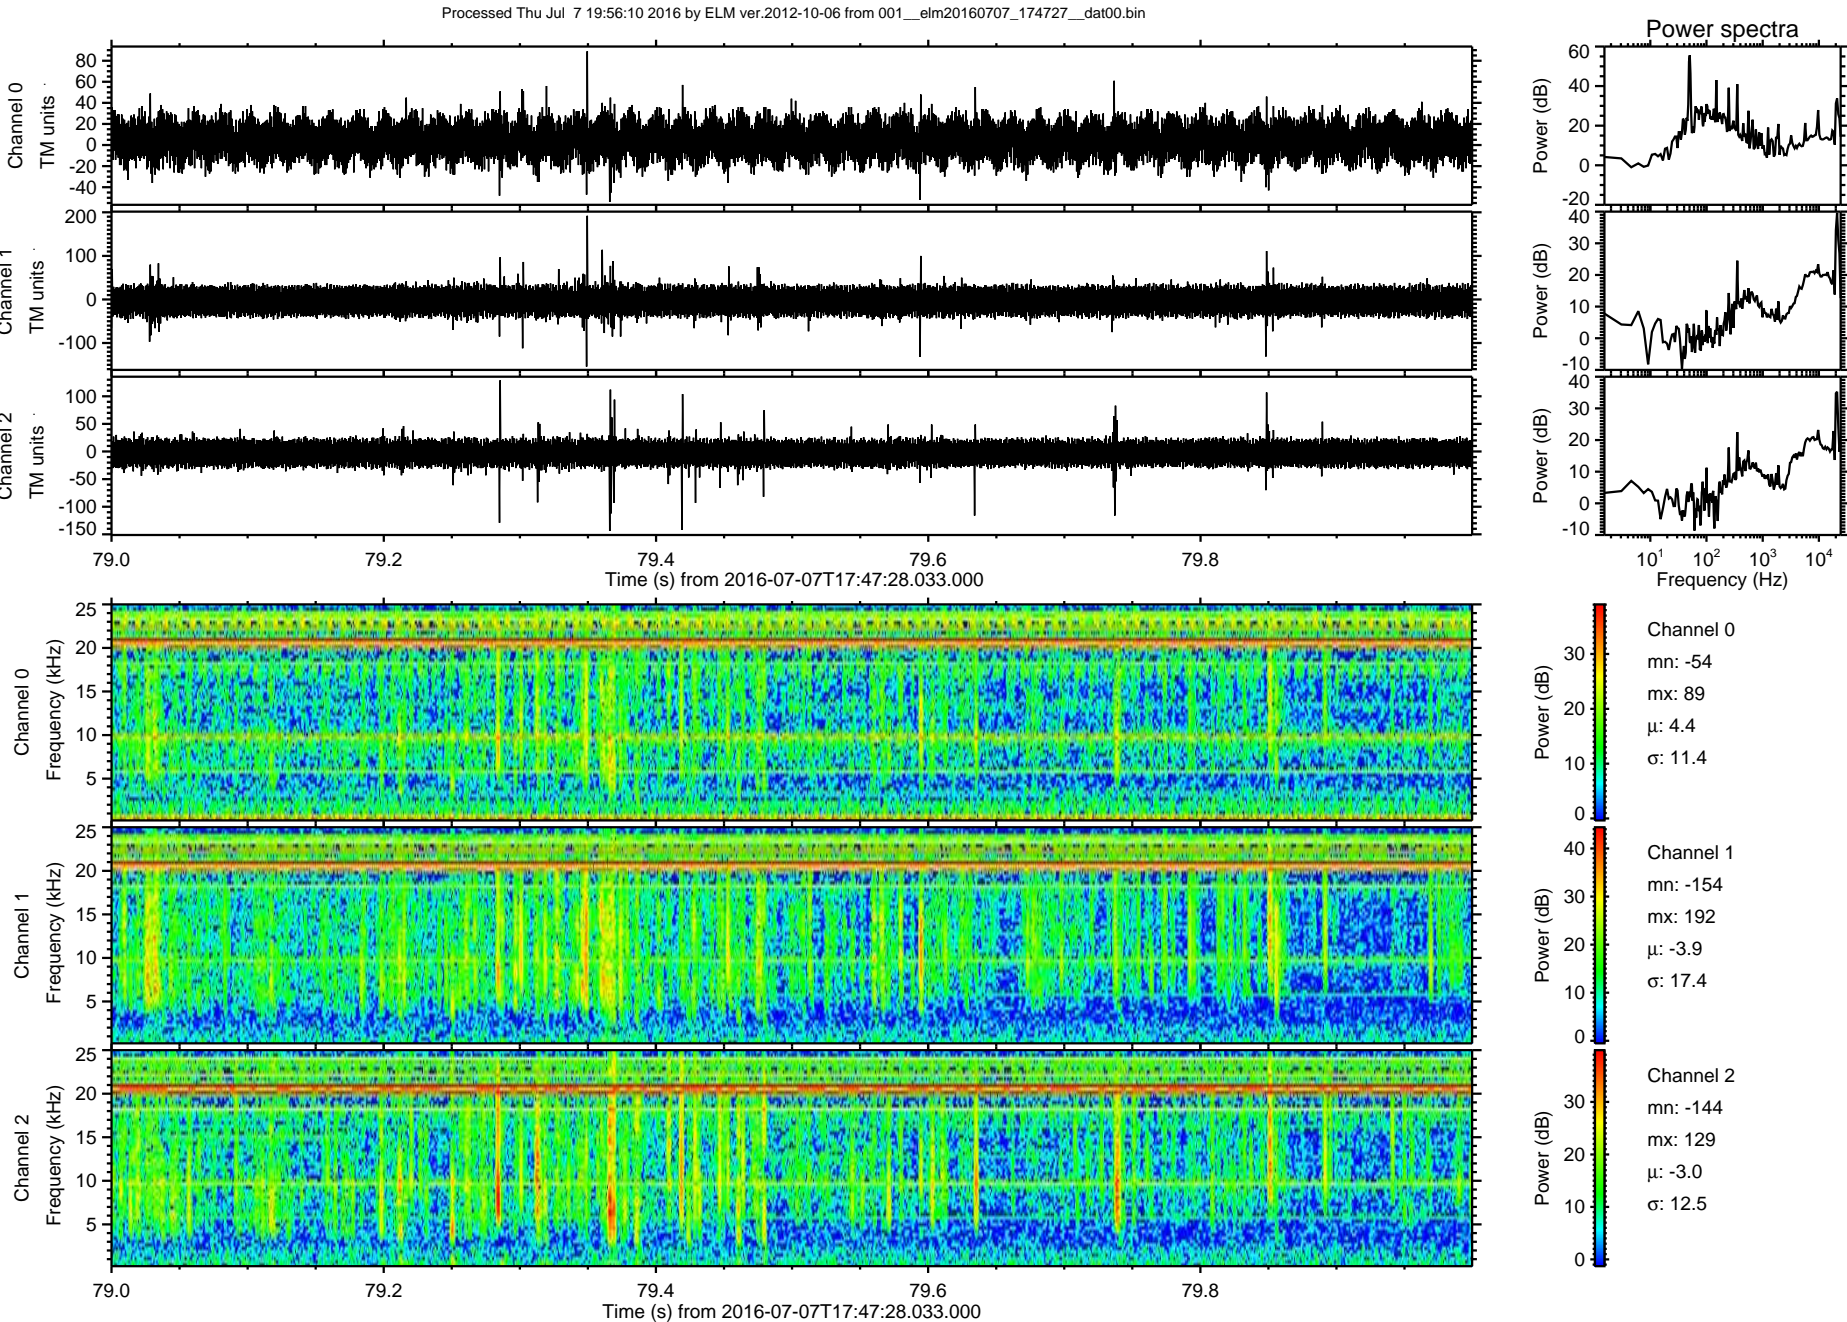 Processed Thu Jul  7 19:56:10 2016 by ELM ver.2012-10-06 from 001__elm20160707_174727__dat00.bin
Power spectra
Channel 0
TM units
80
60
40
20
0
-20
-40
Power (dB)
60
40
20
0
-20
Channel 1
TM units
200
100
0
-100
Power (dB)
40
30
20
10
0
-10
Channel 2
TM units
100
50
0
-50
-100
-150
Power (dB)
40
30
20
10
0
-10
79.0 79.2 79.4 79.6 79.8
Time (s) from 2016-07-07T17:47:28.033.000
10^1 10^2 10^3 10^4
Frequency (Hz)
Channel 0
Frequency (kHz)
25
20
15
10
5
Power (dB)
30
20
10
0
Channel 0
mn: -54
mx: 89
μ: 4.4
σ: 11.4
Channel 1
Frequency (kHz)
25
20
15
10
5
Power (dB)
40
30
20
10
0
Channel 1
mn: -154
mx: 192
μ: -3.9
σ: 17.4
Channel 2
Frequency (kHz)
25
20
15
10
5
Power (dB)
30
20
10
0
Channel 2
mn: -144
mx: 129
μ: -3.0
σ: 12.5
79.0 79.2 79.4 79.6 79.8
Time (s) from 2016-07-07T17:47:28.033.000